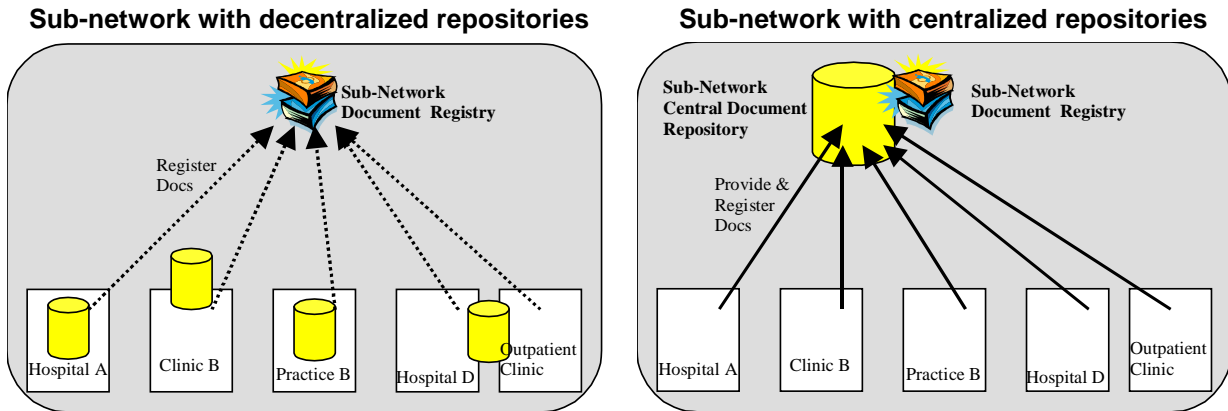 Sub-network with decentralized repositories
Sub-Network
Document Registry
Register
Docs
Hospital A
Clinic B
Practice B
Hospital D
Outpatient
Clinic
Sub-network with centralized repositories
Sub-Network
Central Document
Repository
Sub-Network
Document Registry
Provide &
Register
Docs
Hospital A
Clinic B
Practice B
Hospital D
Outpatient
Clinic